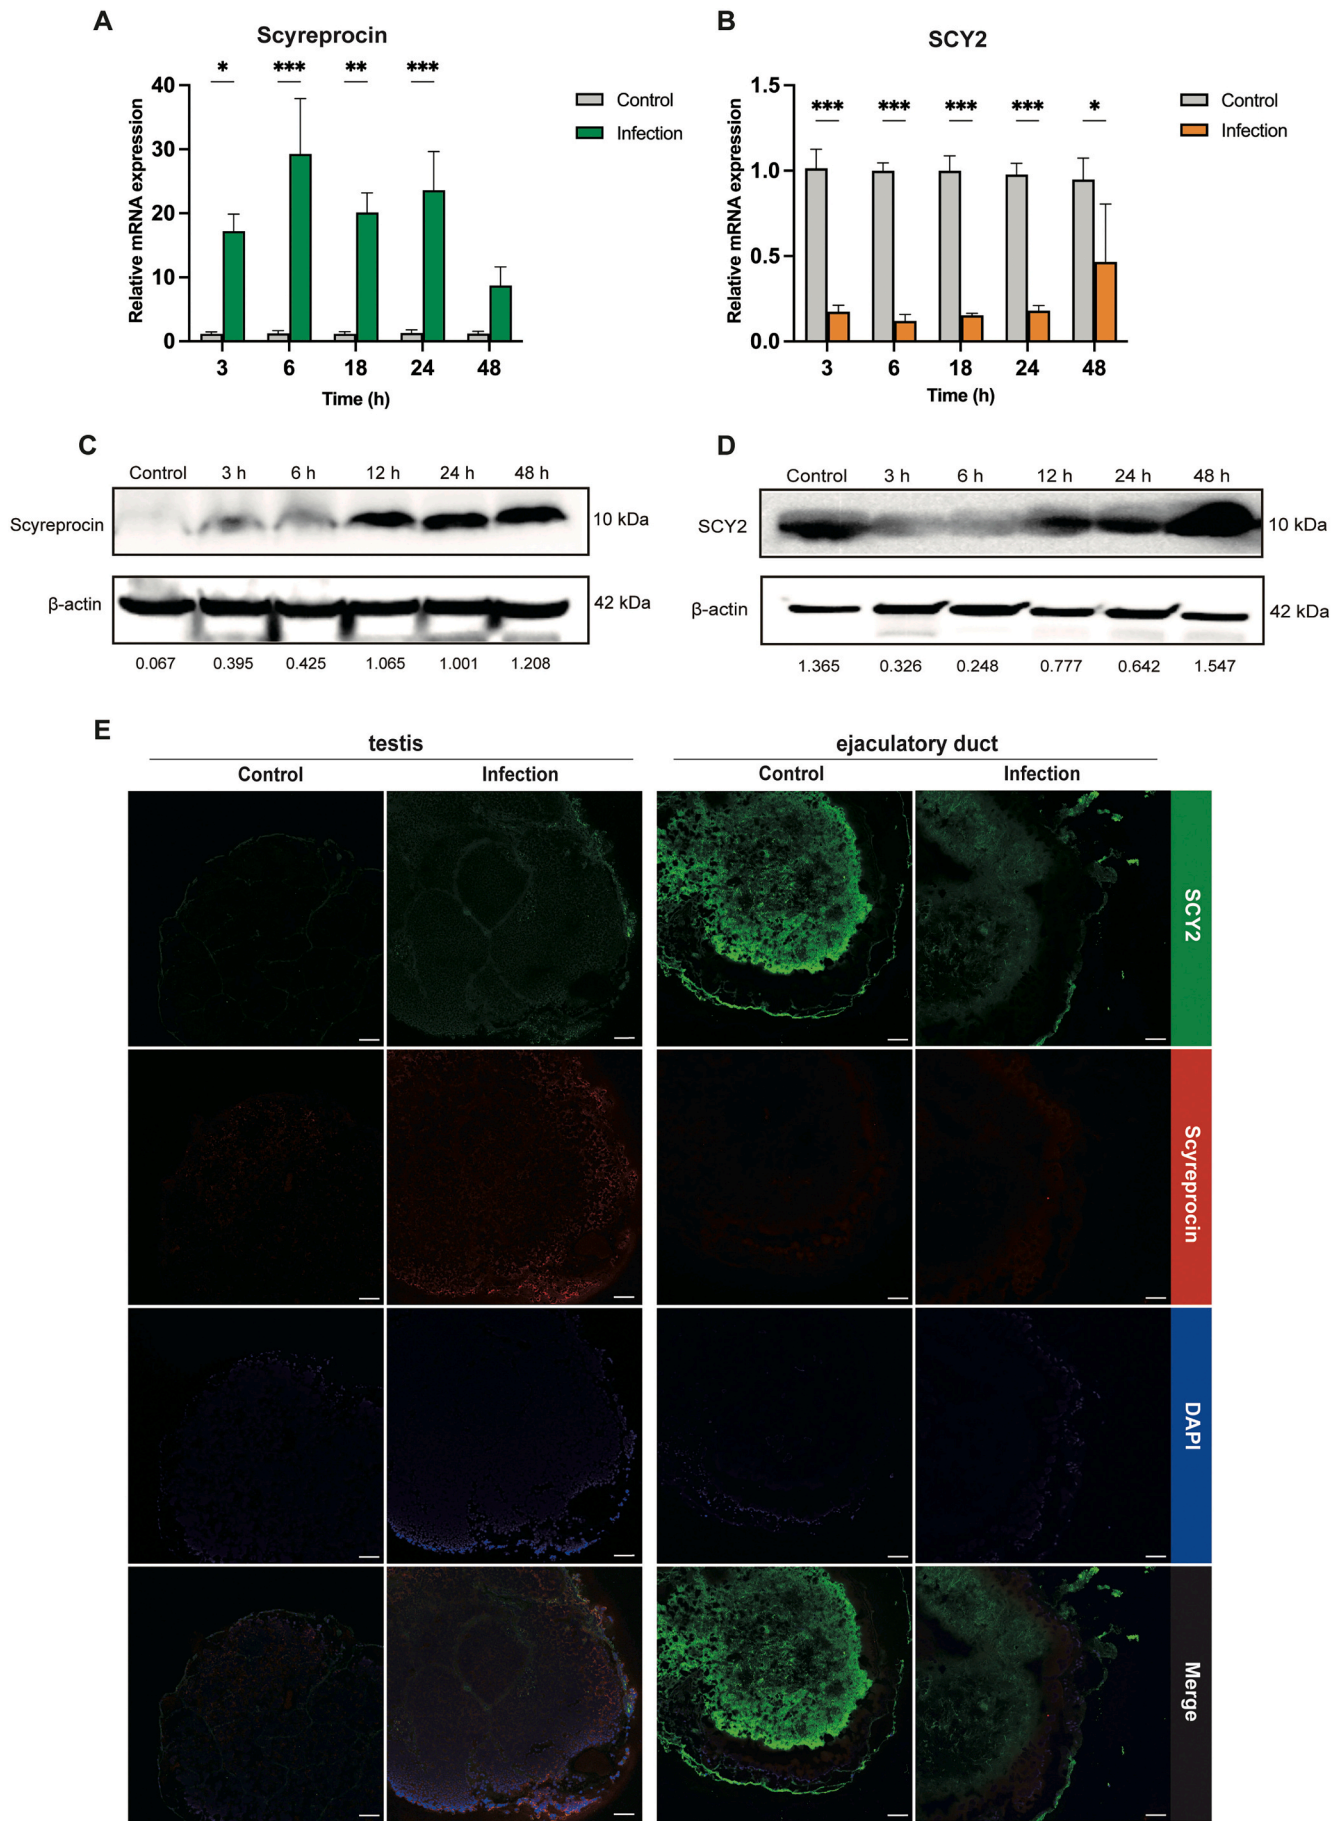 A
Scyreprocin
* *** ** ***
40
30
20
10
0
Relative mRNA expression
3 6 18 24 48
Time (h)
Control
Infection
B
SCY2
*** *** *** *** *
1.5
1.0
0.5
0.0
Relative mRNA expression
3 6 18 24 48
Time (h)
Control
Infection
C
Control 3 h 6 h 12 h 24 h 48 h
Scyreprocin 10 kDa
β-actin 42 kDa
0.067 0.395 0.425 1.065 1.001 1.208
D
Control 3 h 6 h 12 h 24 h 48 h
SCY2 10 kDa
β-actin 42 kDa
1.365 0.326 0.248 0.777 0.642 1.547
E
testis ejaculatory duct
Control Infection Control Infection
SCY2
Scyreprocin
DAPI
Merge